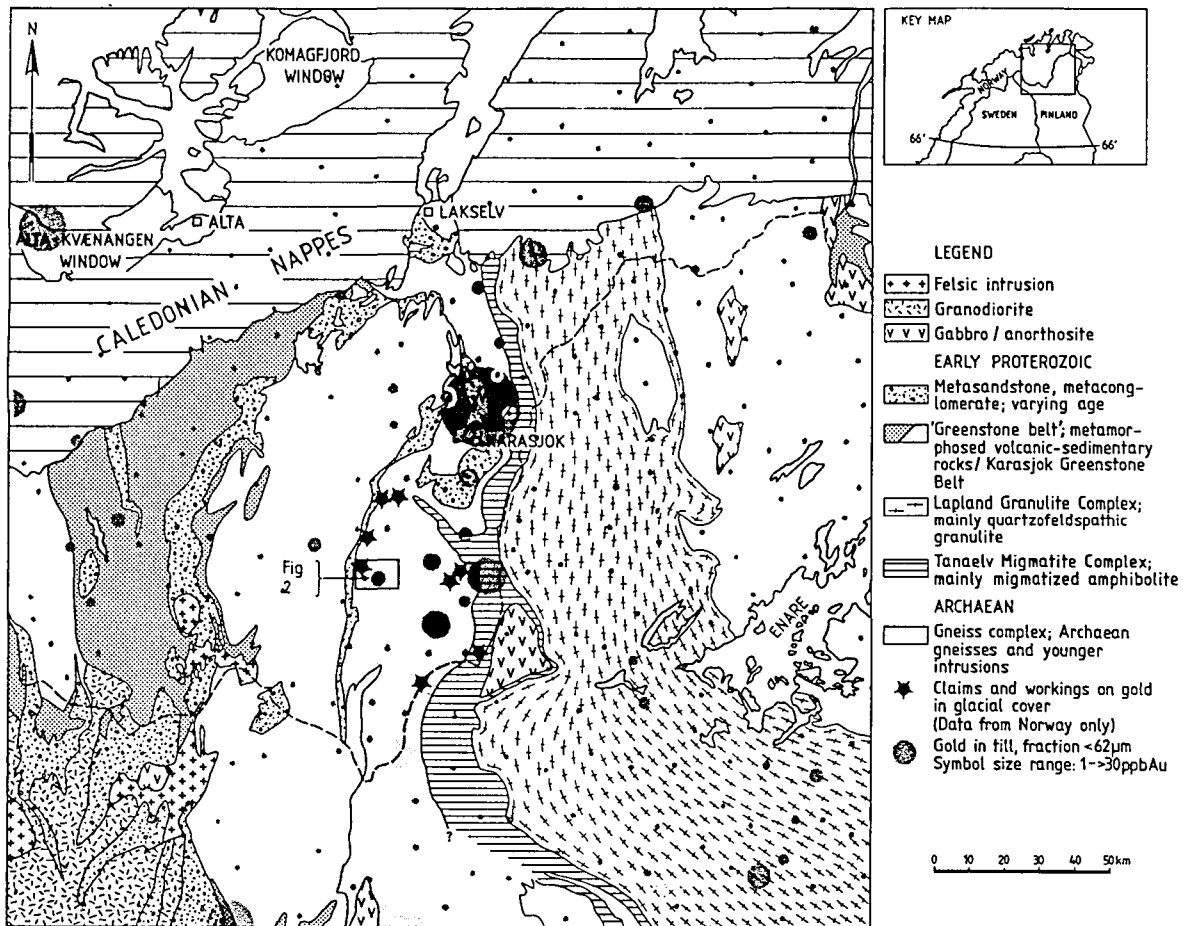 N
KOMAGFJORD
WINDOW
ALTA
LAKSELV
ALTA-KVÆNANGEN
WINDOW
CALEDONIAN NAPPES
KARASJOK
Fig
2
ENARE
?
KEY MAP
NORWAY
SWEDEN
FINLAND
66°
66°
LEGEND
Felsic intrusion
Granodiorite
Gabbro / anorthosite
EARLY PROTEROZOIC
Metasandstone, metacong-
lomerate; varying age
'Greenstone belt'; metamor-
phosed volcanic-sedimentary
rocks/ Karasjok Greenstone
Belt
Lapland Granulite Complex;
mainly quartzofeldspathic
granulite
Tanaelv Migmatite Complex;
mainly migmatized amphibolite
ARCHAEAN
Gneiss complex; Archaean
gneisses and younger
intrusions
Claims and workings on gold
in glacial cover
(Data from Norway only)
Gold in till, fraction <62µm
Symbol size range: 1->30ppbAu
0 10 20 30 40 50km